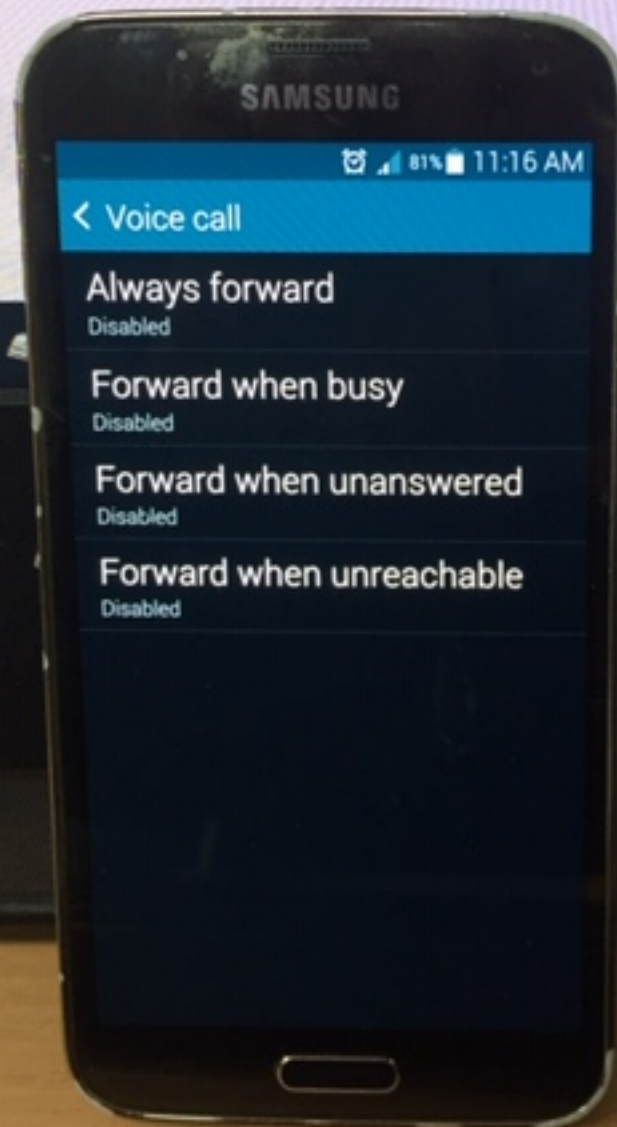 SAMSUNG
81% 11:16 AM
< Voice call
Always forward
Disabled
Forward when busy
Disabled
Forward when unanswered
Disabled
Forward when unreachable
Disabled